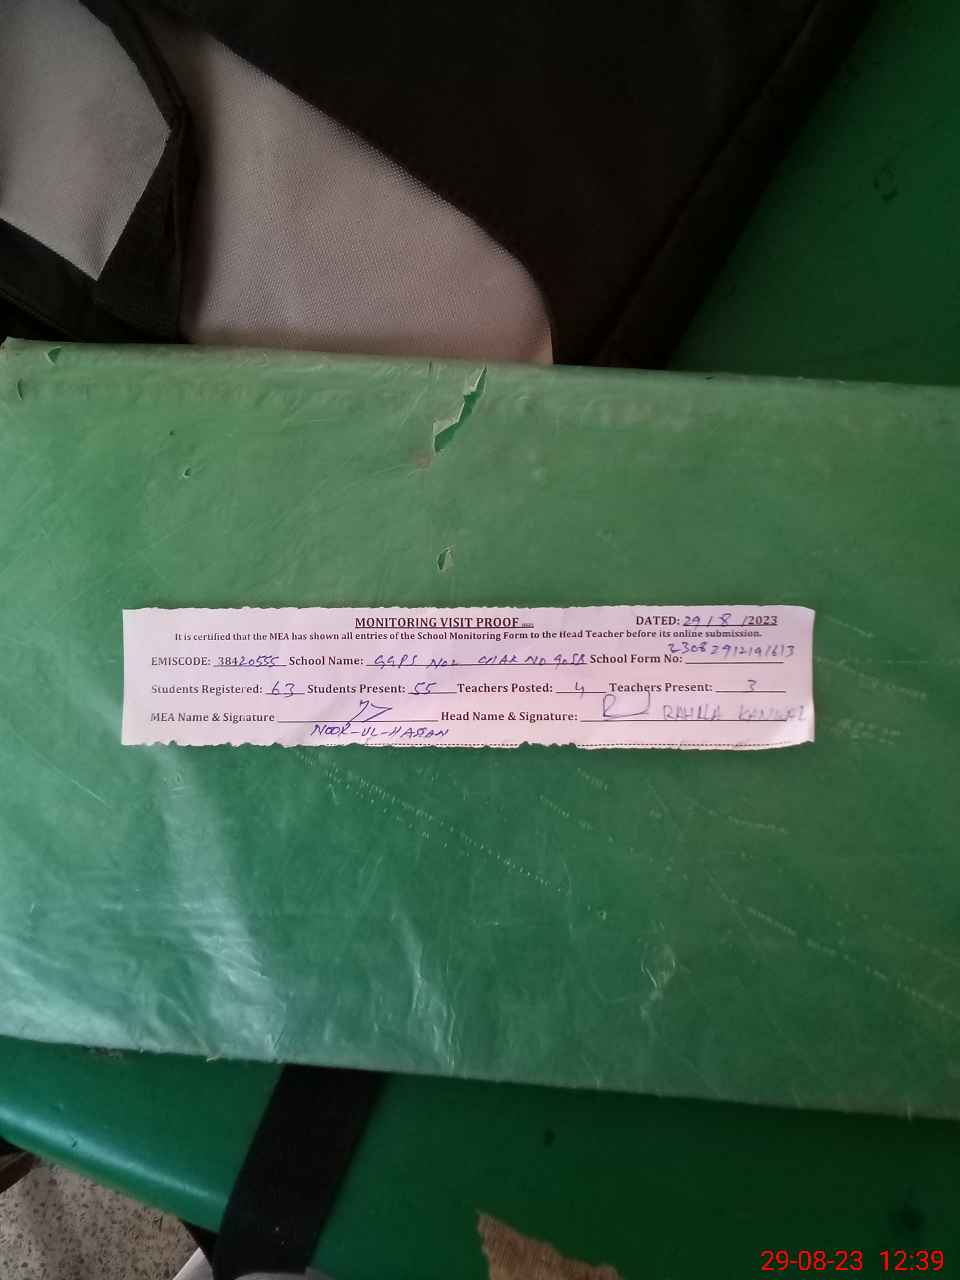 MONITORING VISIT PROOF
DATED: 29/8/2023
It is certified that the MEA has shown all entries of the School Monitoring Form to the Head Teacher before its online submission.
EMISCODE: 38420555 School Name: GGPS No2 CHAK NO 90SB School Form No: 
Students Registered: 63 Students Present: 55 Teachers Posted: 4 Teachers Present: 3
MEA Name & Signature Head Name & Signature: KANWAL
NOOR-UL-HASSAN
29-08-23 12:39